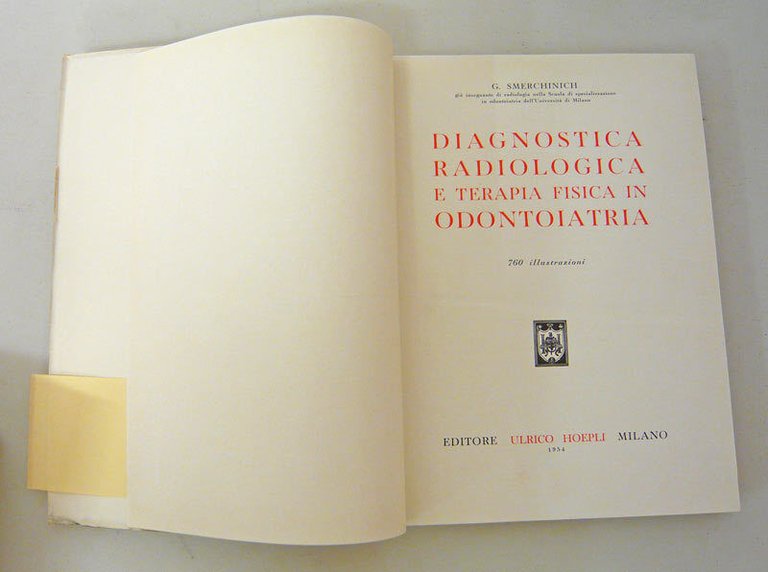 G. SMERCHINICH
già insegnante di radiologia nella Scuola di specializzazione
in odontoiatria dell'Università di Milano
DIAGNOSTICA
RADIOLOGICA
E TERAPIA FISICA IN
ODONTOIATRIA
760 illustrazioni
EDITORE ULRICO HOEPLI MILANO
1954